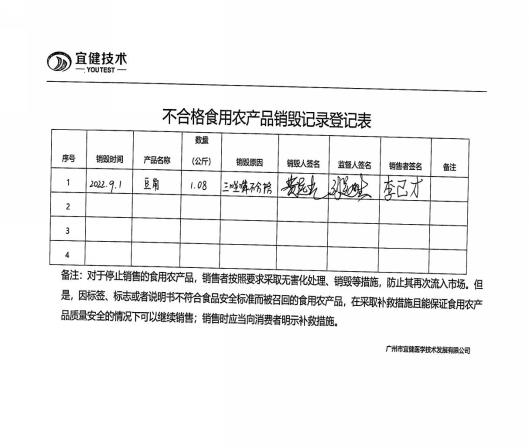 宜健技术
YOUTEST
不合格食用农产品销毁记录登记表
序号 销毁时间 产品名称 数量（公斤） 销毁原因 销毁人签名 监督人签名 销售者签名 备注
1 2022.9.1 豆角 1.08 三唑磷不合格
2
3
4
备注：对于停止销售的食用农产品，销售者按照要求采取无害化处理、销毁等措施，防止其再次流入市场。但
是，因标签、标志或者说明书不符合食品安全标准而被召回的食用农产品，在采取补救措施且能保证食用农产
品质量安全的情况下可以继续销售；销售时应当向消费者明示补救措施。
广州市宜健医学技术发展有限公司